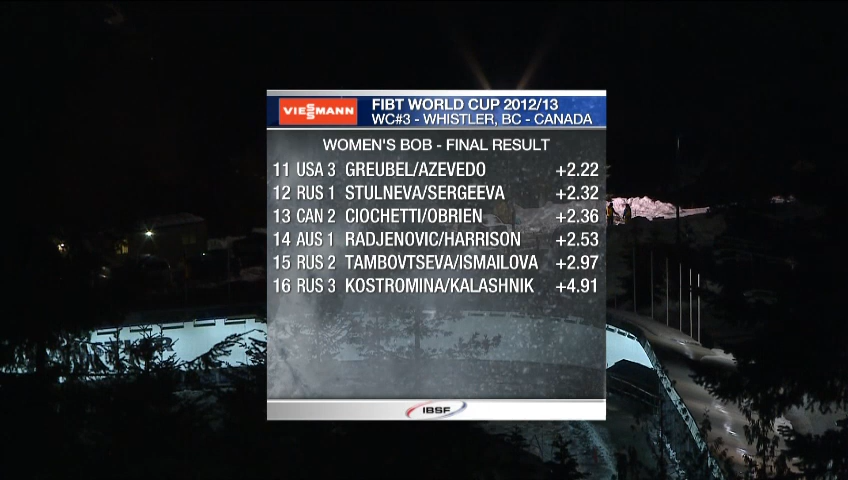 VIESSMANN
FIBT WORLD CUP 2012/13
WC#3 - WHISTLER, BC - CANADA
WOMEN'S BOB - FINAL RESULT
11 USA 3 GREUBEL/AZEVEDO +2.22
12 RUS 1 STULNEVA/SERGEEVA +2.32
13 CAN 2 CIOCHETTI/OBRIEN +2.36
14 AUS 1 RADJENOVIC/HARRISON +2.53
15 RUS 2 TAMBOVTSEVA/ISMAILOVA +2.97
16 RUS 3 KOSTROMINA/KALASHNIK +4.91
IBSF